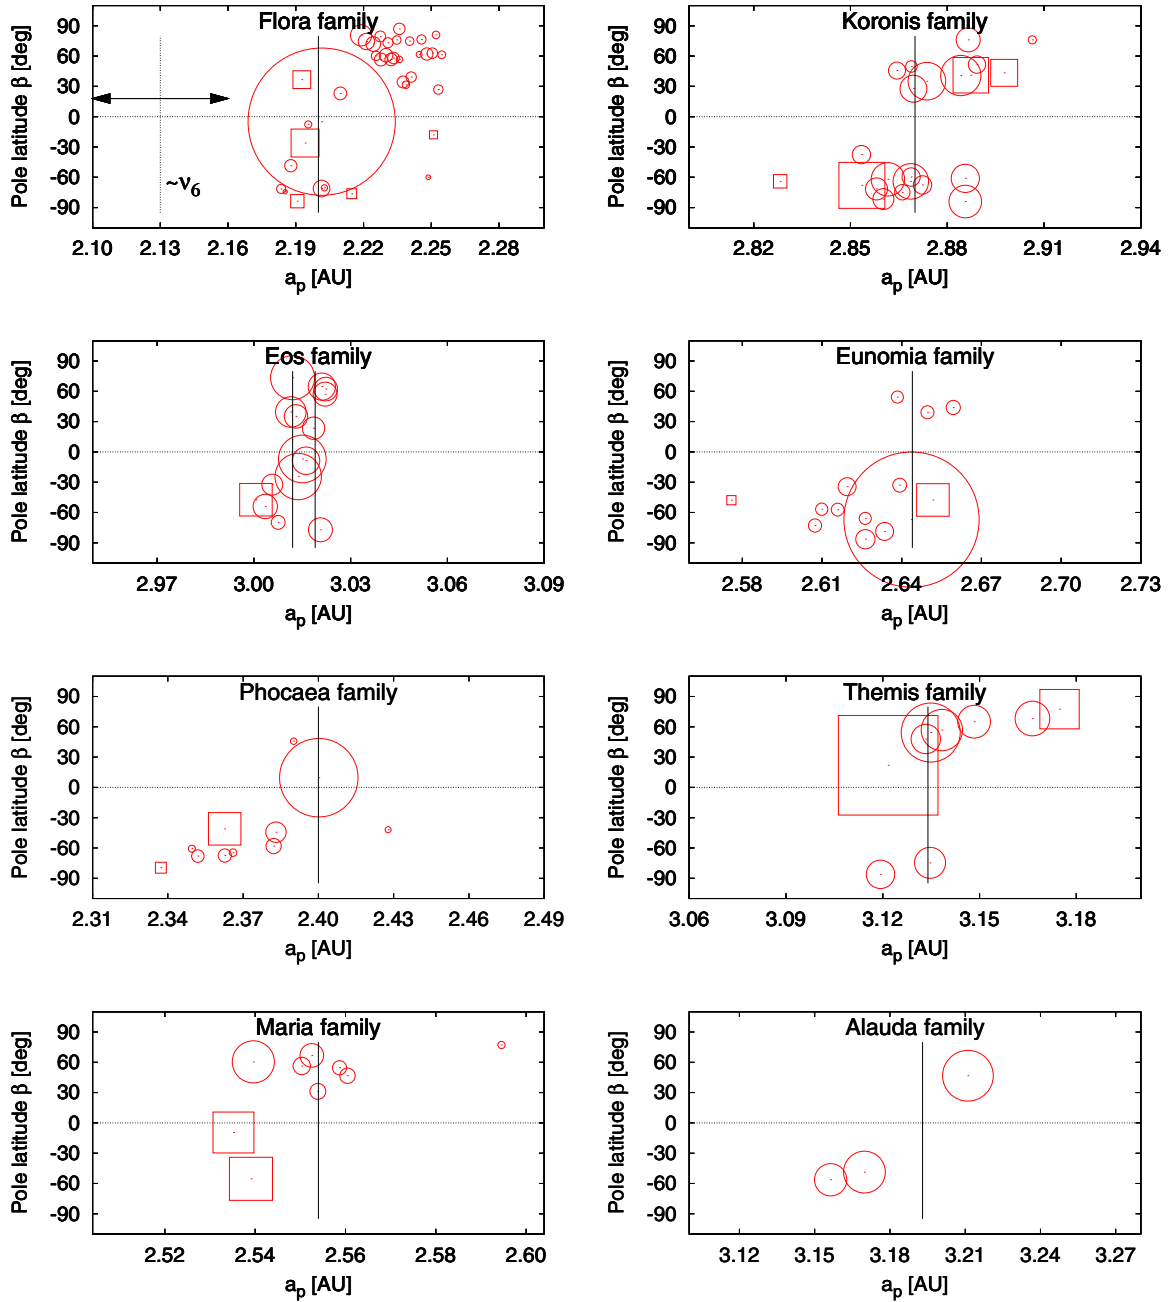 Flora family
Pole latitude β [deg]
90
60
30
0
-30
-60
-90
~ν6
2.10 2.13 2.16 2.19 2.22 2.25 2.28
ap [AU]
Koronis family
Pole latitude β [deg]
90
60
30
0
-30
-60
-90
2.82 2.85 2.88 2.91 2.94
ap [AU]
Eos family
Pole latitude β [deg]
90
60
30
0
-30
-60
-90
2.97 3.00 3.03 3.06 3.09
ap [AU]
Eunomia family
Pole latitude β [deg]
90
60
30
0
-30
-60
-90
2.58 2.61 2.64 2.67 2.70 2.73
ap [AU]
Phocaea family
Pole latitude β [deg]
90
60
30
0
-30
-60
-90
2.31 2.34 2.37 2.40 2.43 2.46 2.49
ap [AU]
Themis family
Pole latitude β [deg]
90
60
30
0
-30
-60
-90
3.06 3.09 3.12 3.15 3.18
ap [AU]
Maria family
Pole latitude β [deg]
90
60
30
0
-30
-60
-90
2.52 2.54 2.56 2.58 2.60
ap [AU]
Alauda family
Pole latitude β [deg]
90
60
30
0
-30
-60
-90
3.12 3.15 3.18 3.21 3.24 3.27
ap [AU]